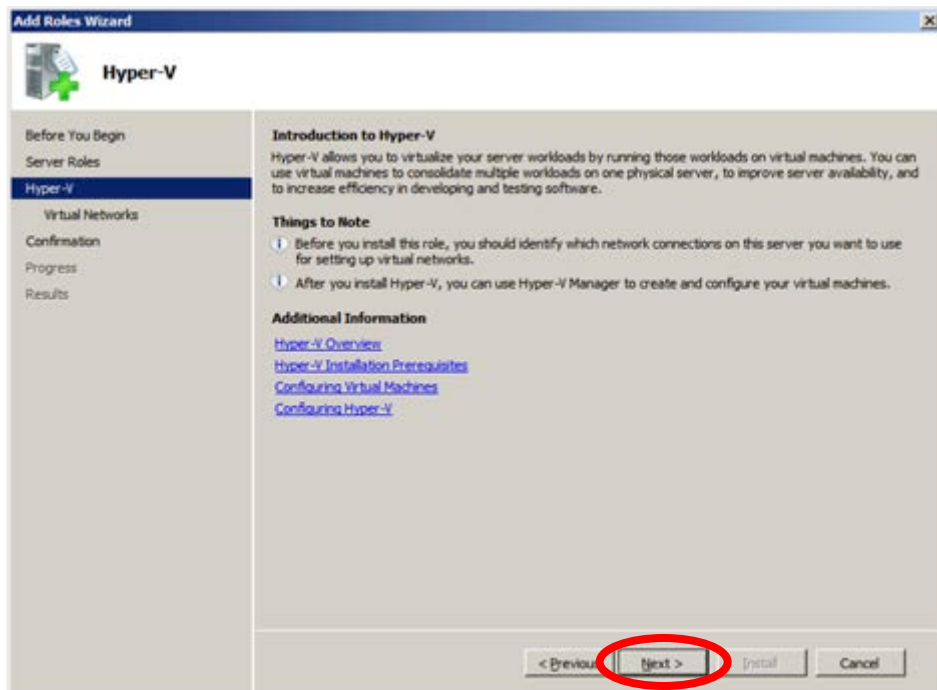 Add Roles Wizard
Hyper-V
Before You Begin
Server Roles
Hyper-V
Virtual Networks
Confirmation
Progress
Results
Introduction to Hyper-V
Hyper-V allows you to virtualize your server workloads by running those workloads on virtual machines. You can
use virtual machines to consolidate multiple workloads on one physical server, to improve server availability, and
to increase efficiency in developing and testing software.
Things to Note
Before you install this role, you should identify which network connections on this server you want to use
for setting up virtual networks.
After you install Hyper-V, you can use Hyper-V Manager to create and configure your virtual machines.
Additional Information
Hyper-V Overview
Hyper-V Installation Prerequisites
Configuring Virtual Machines
Configuring Hyper-V
< Previous Next > Install Cancel